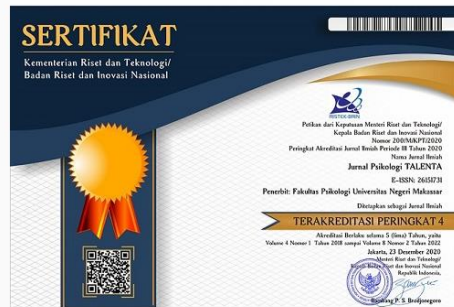 SERTIFIKAT
Kementerian Riset dan Teknologi/
Badan Riset dan Inovasi Nasional
RISTEK-BRIN
Petikan dari Keputusan Menteri Riset dan Teknologi/
Kepala Badan Riset dan Inovasi Nasional
Nomor 200/M/KPT/2020
Peringkat Akreditasi Jurnal Ilmiah Periode III Tahun 2020
Nama Jurnal Ilmiah
Jurnal Psikologi TALENTA
E-ISSN: 26151731
Penerbit: Fakultas Psikologi Universitas Negeri Makassar
Ditetapkan sebagai Jurnal Ilmiah
TERAKREDITASI PERINGKAT 4
Akreditasi Berlaku selama 5 (lima) Tahun, yaitu
Volume 4 Nomor 1 Tahun 2018 sampai Volume 8 Nomor 2 Tahun 2022
Jakarta, 23 Desember 2020
Menteri Riset dan Teknologi/
Kepala Badan Riset dan Inovasi Nasional
Republik Indonesia,
Bambang P. S. Brodjonegoro